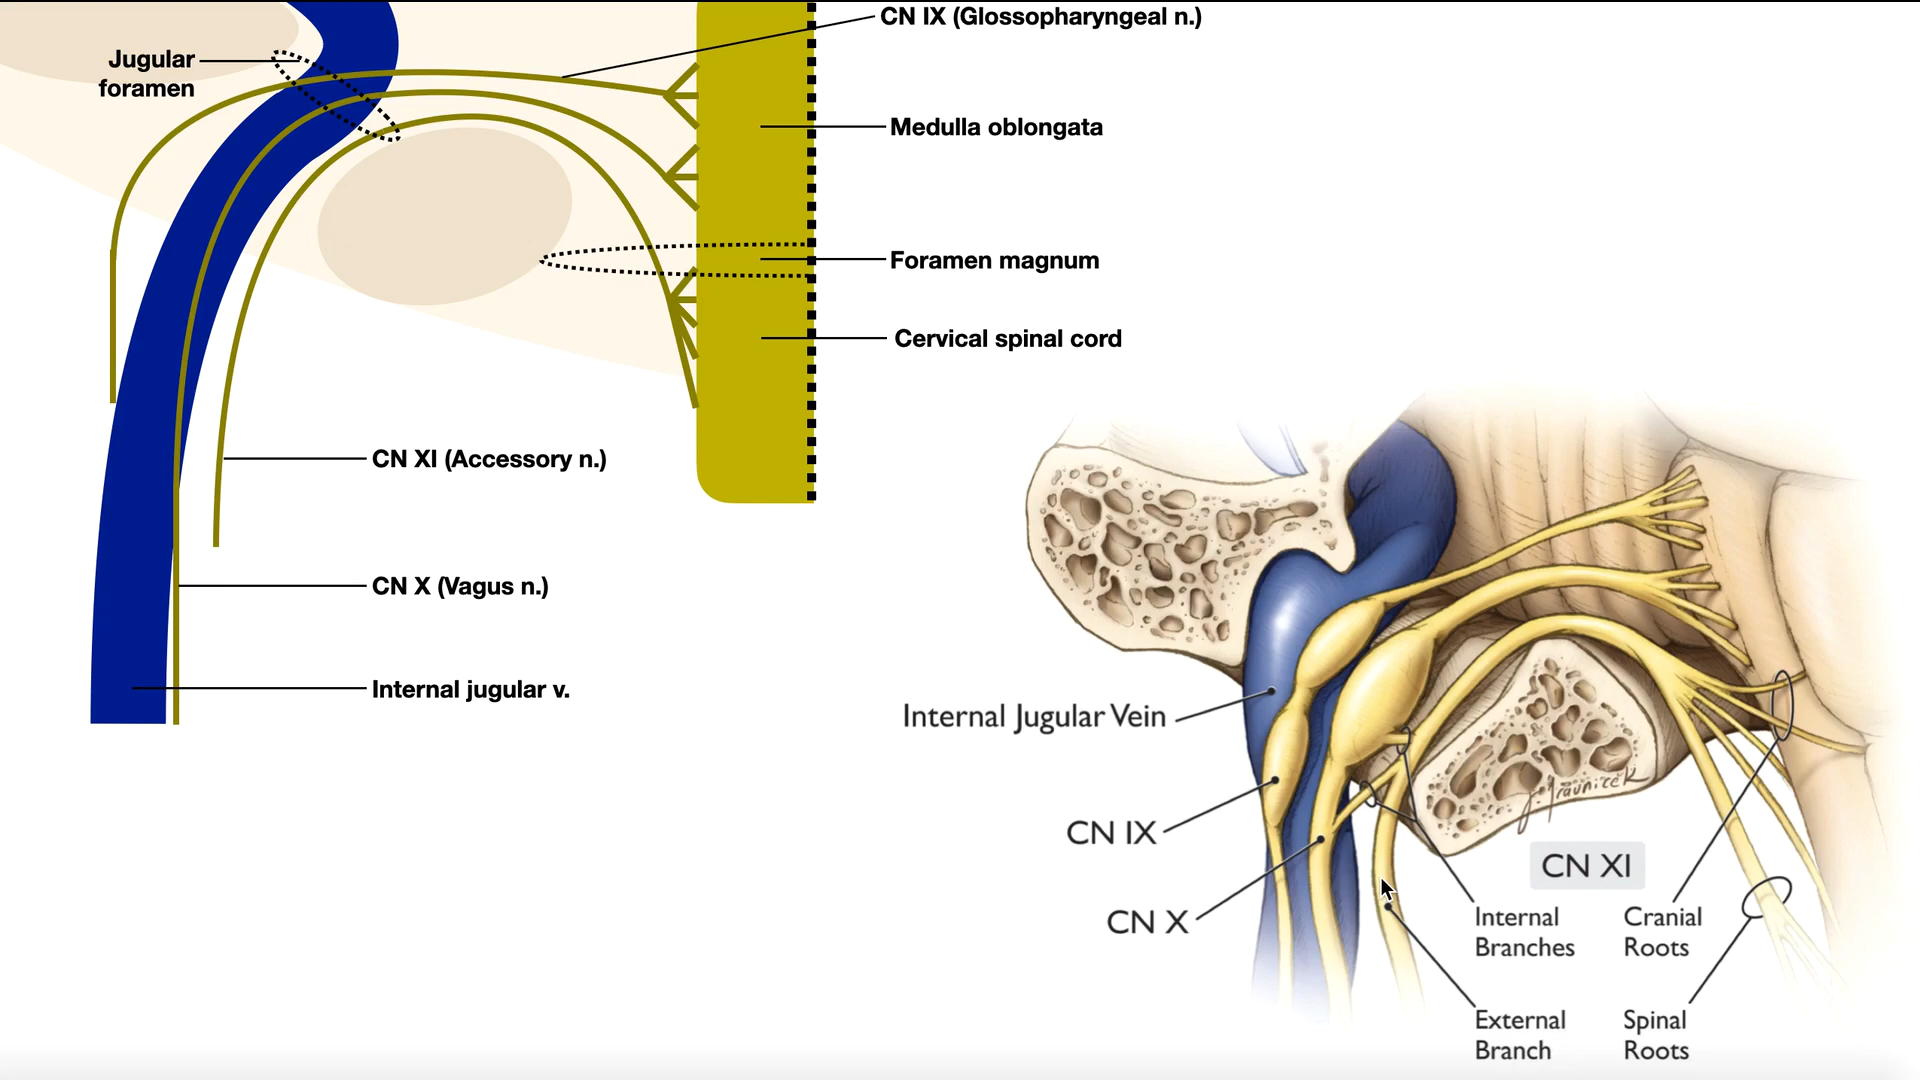 CN IX (Glossopharyngeal n.)
Jugular
foramen
Medulla oblongata
Foramen magnum
Cervical spinal cord
CN XI (Accessory n.)
CN X (Vagus n.)
Internal jugular v.
Internal Jugular Vein
CN IX
CN X
CN XI
Internal
Branches
Cranial
Roots
External
Branch
Spinal
Roots